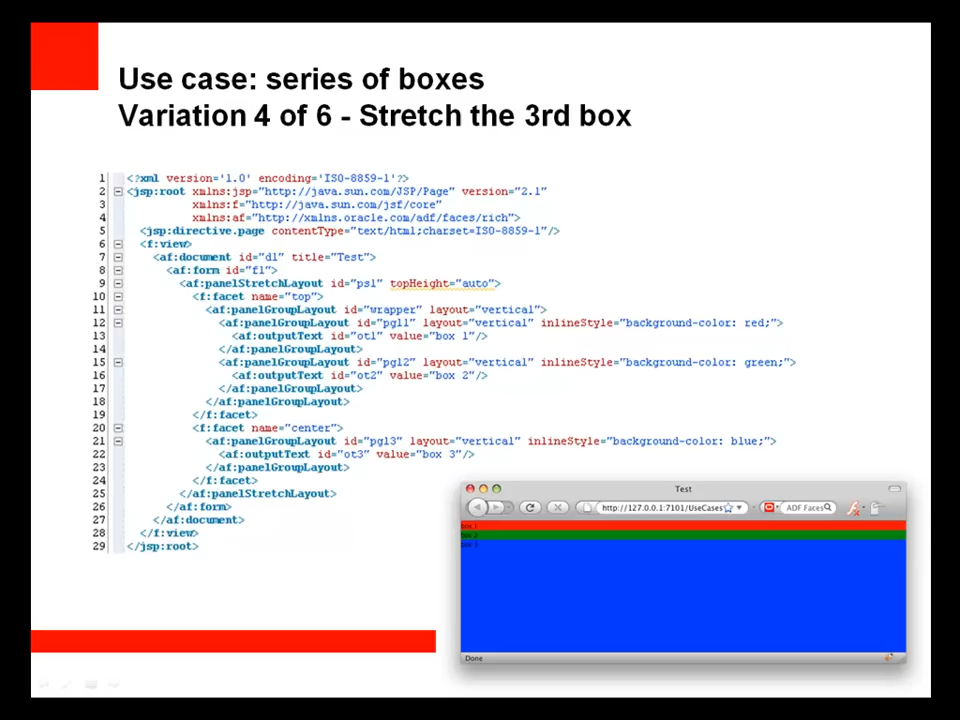 Use case: series of boxes
Variation 4 of 6 - Stretch the 3rd box
1 <?xml version='1.0' encoding='ISO-8859-1'?>
2 <jsp:root xmlns:jsp="http://java.sun.com/JSP/Page" version="2.1"
3 xmlns:f="http://java.sun.com/jsf/core"
4 xmlns:af="http://xmlns.oracle.com/adf/faces/rich">
5 <jsp:directive.page contentType="text/html;charset=ISO-8859-1"/>
6 <f:view>
7 <af:document id="d1" title="Test">
8 <af:form id="f1">
9 <af:panelStretchLayout id="ps1" topHeight="auto">
10 <f:facet name="top">
11 <af:panelGroupLayout id="wrapper" layout="vertical">
12 <af:panelGroupLayout id="pgl1" layout="vertical" inlineStyle="background-color: red;">
13 <af:outputText id="ot1" value="box 1"/>
14 </af:panelGroupLayout>
15 <af:panelGroupLayout id="pgl2" layout="vertical" inlineStyle="background-color: green;">
16 <af:outputText id="ot2" value="box 2"/>
17 </af:panelGroupLayout>
18 </af:panelGroupLayout>
19 </f:facet>
20 <f:facet name="center">
21 <af:panelGroupLayout id="pgl3" layout="vertical" inlineStyle="background-color: blue;">
22 <af:outputText id="ot3" value="box 3"/>
23 </af:panelGroupLayout>
24 </f:facet>
25 </af:panelStretchLayout>
26 </af:form>
27 </af:document>
28 </f:view>
29 </jsp:root>
Test
http://127.0.0.1:7101/UseCases ADF Faces
box 1
box 2
box 3
Done